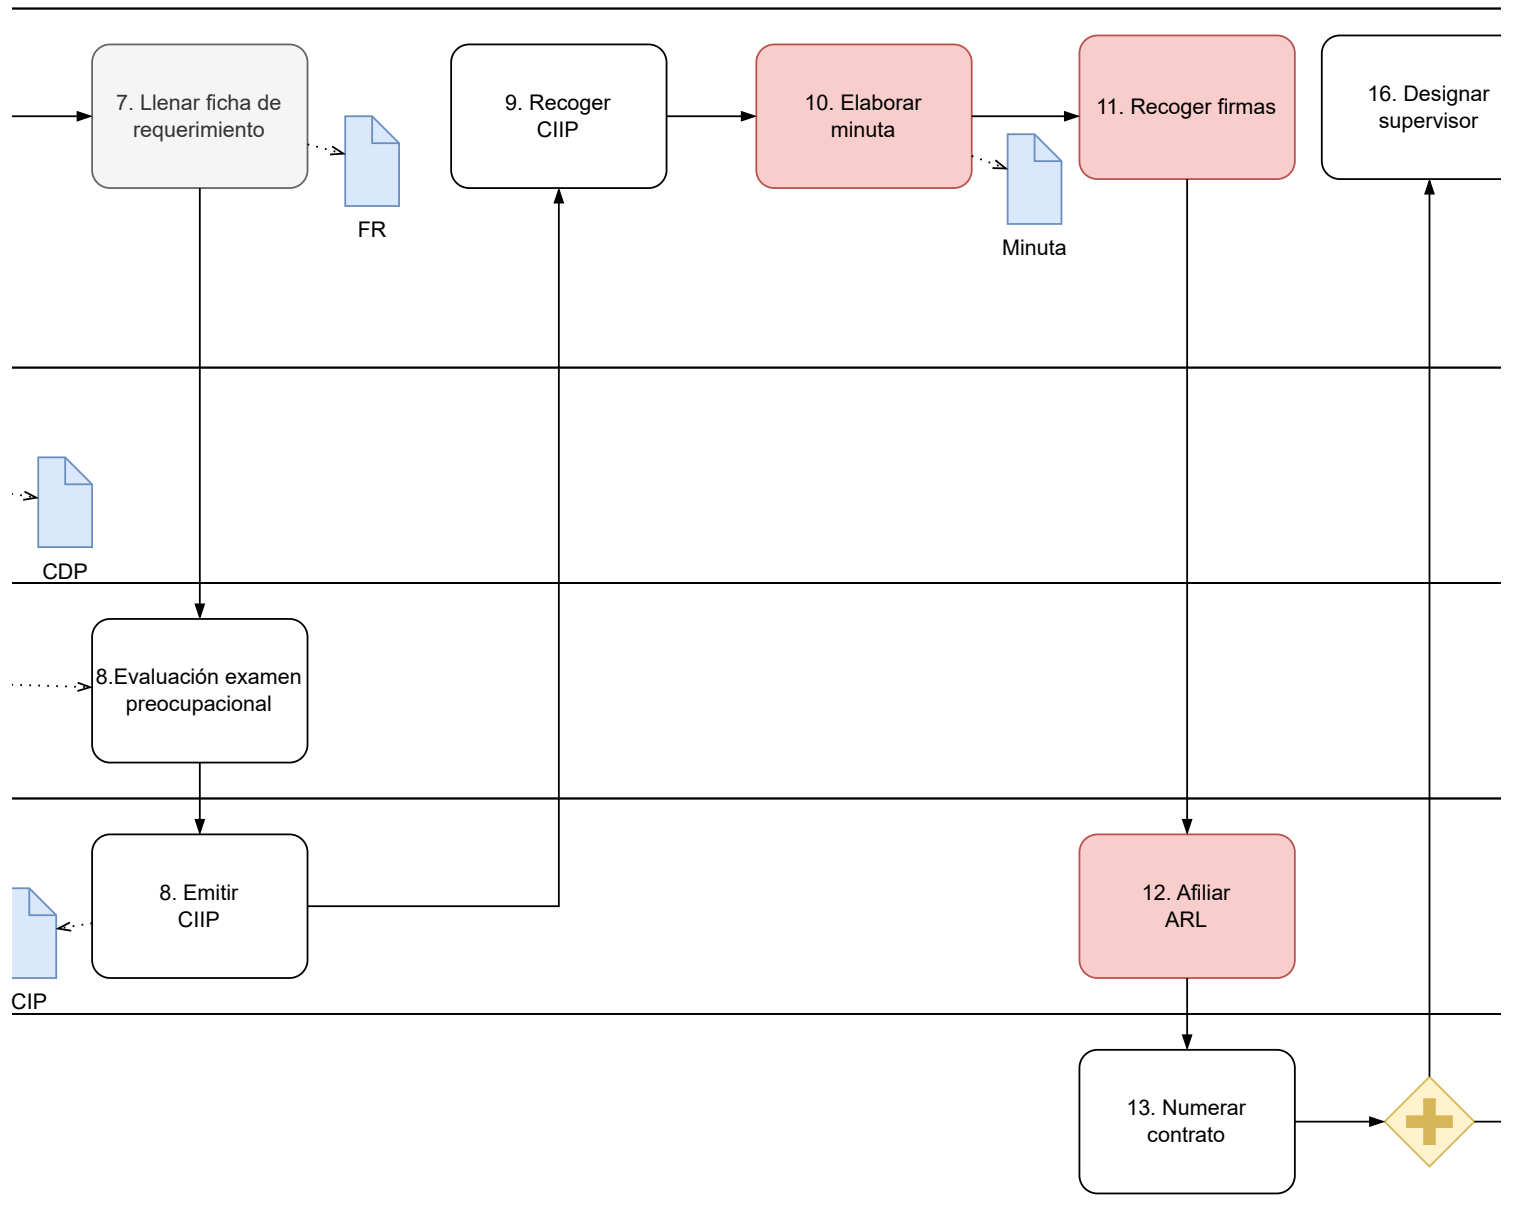 7. Llenar ficha de
requerimiento
FR
9. Recoger
CIIP
10. Elaborar
minuta
Minuta
11. Recoger firmas
16. Designar
supervisor
CDP
8.Evaluación examen
preocupacional
8. Emitir
CIIP
CIP
12. Afiliar
ARL
13. Numerar
contrato